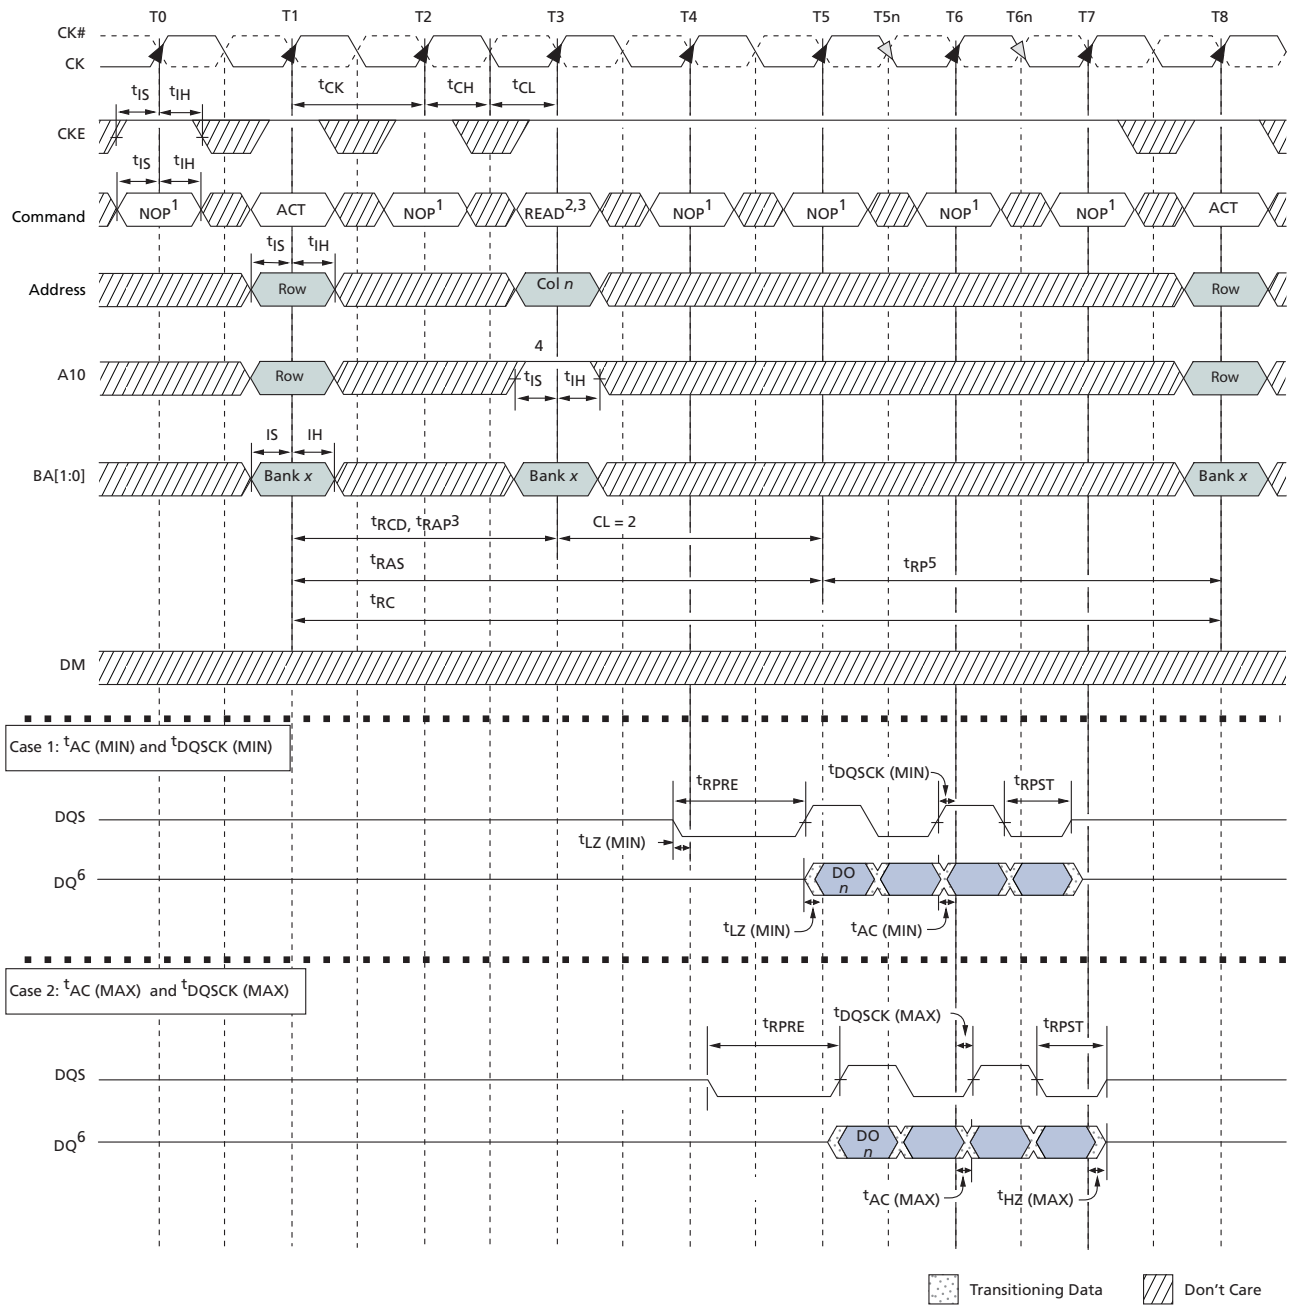 T0 T1 T2 T3 T4 T5 T5n T6 T6n T7 T8
CK#
CK
tIS tIH tCK tCH tCL
CKE
tIS tIH
Command NOP1 ACT NOP1 READ2,3 NOP1 NOP1 NOP1 NOP1 ACT
tIS tIH
Address Row Col n Row
4
A10 Row tIS tIH Row
IS IH
BA[1:0] Bank x Bank x Bank x
tRCD, tRAP3 CL = 2
tRAS tRP5
tRC
DM
Case 1: tAC (MIN) and tDQSCK (MIN)
tRPRE tDQSCK (MIN) tRPST
DQS
tLZ (MIN)
DQ6 DO n
tLZ (MIN) tAC (MIN)
Case 2: tAC (MAX) and tDQSCK (MAX)
tRPRE tDQSCK (MAX) tRPST
DQS
DQ6 DO n
tAC (MAX) tHZ (MAX)
Transitioning Data Don't Care